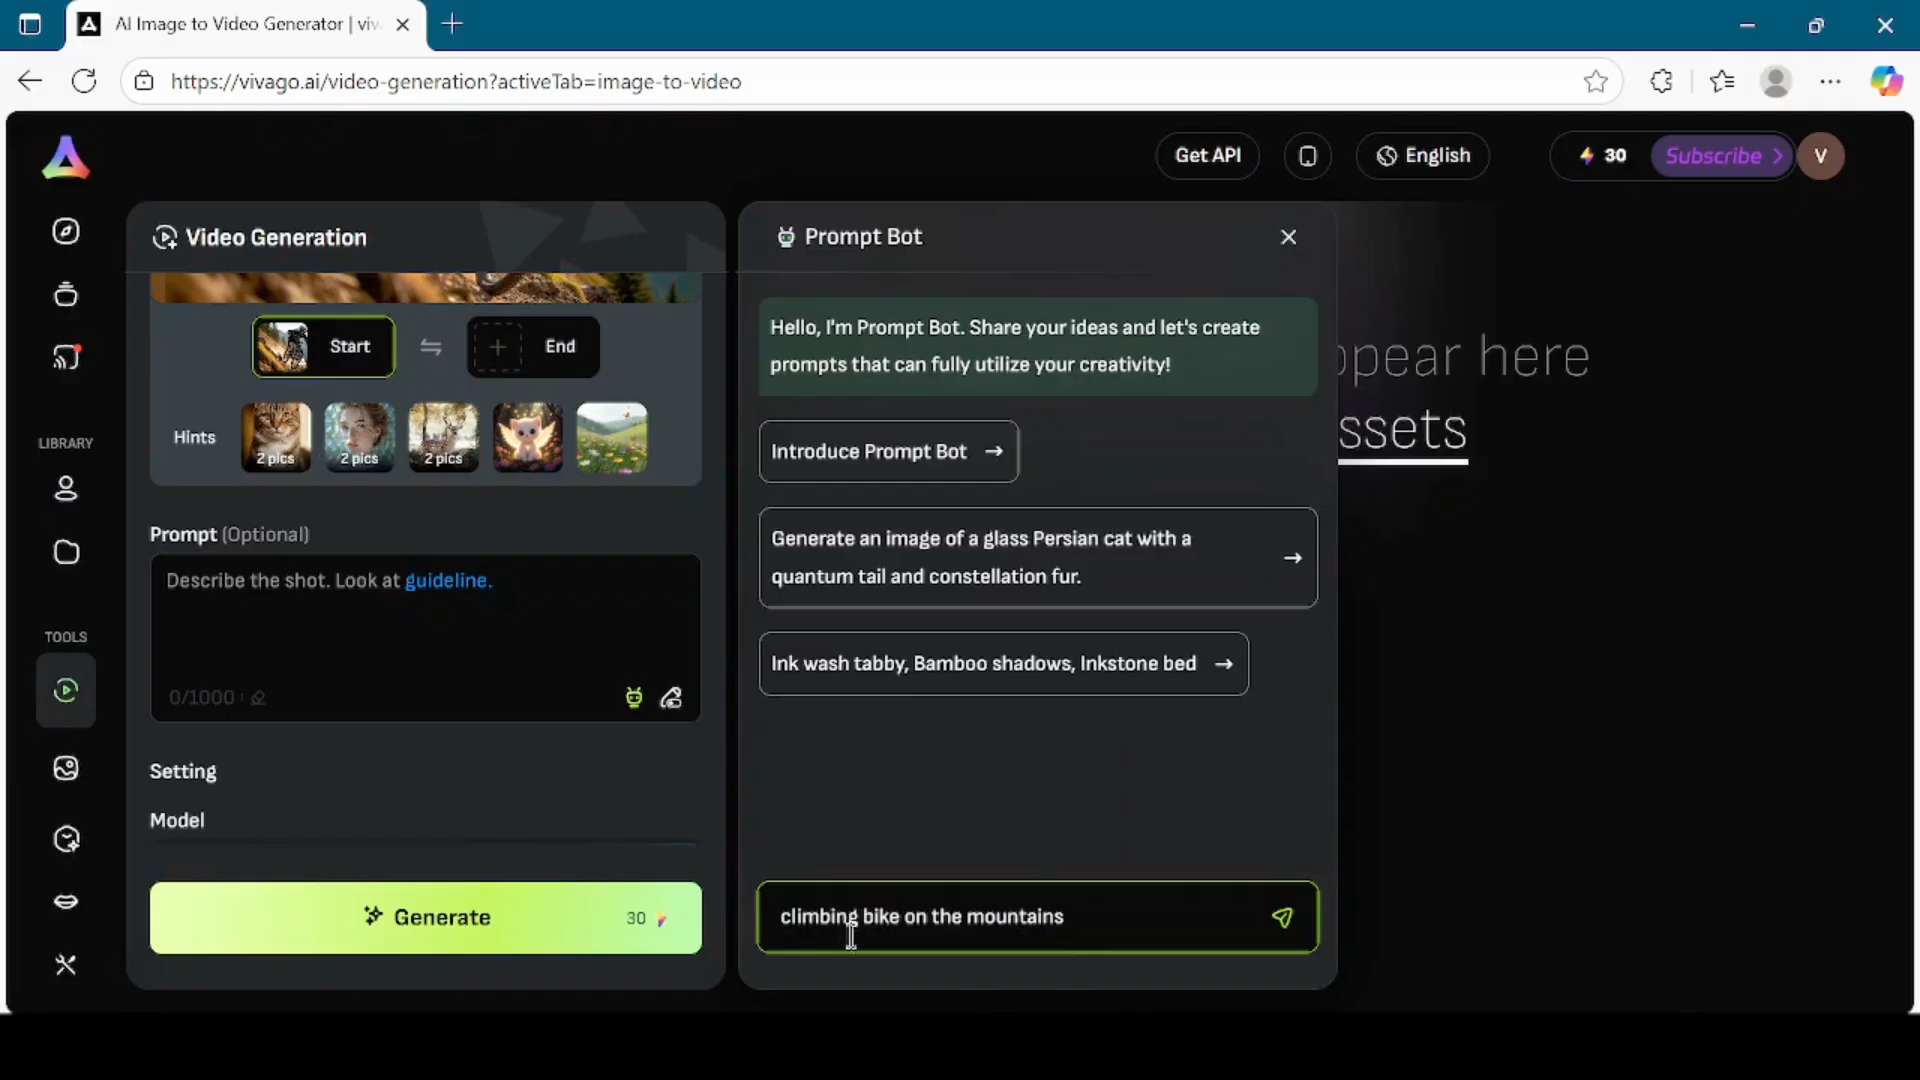 AI Image to Video Generator | viv
https://vivago.ai/video-generation?activeTab=image-to-video
Get API
English
30
Subscribe >
V
Video Generation
Start
End
Hints
2 pics
2 pics
2 pics
Prompt (Optional)
Describe the shot. Look at guideline.
0/1000
Setting
Model
Generate
30
Prompt Bot
Hello, I'm Prompt Bot. Share your ideas and let's create
prompts that can fully utilize your creativity!
Introduce Prompt Bot →
Generate an image of a glass Persian cat with a
quantum tail and constellation fur. →
Ink wash tabby, Bamboo shadows, Inkstone bed →
climbing bike on the mountains
ppear here
ssets
LIBRARY
TOOLS